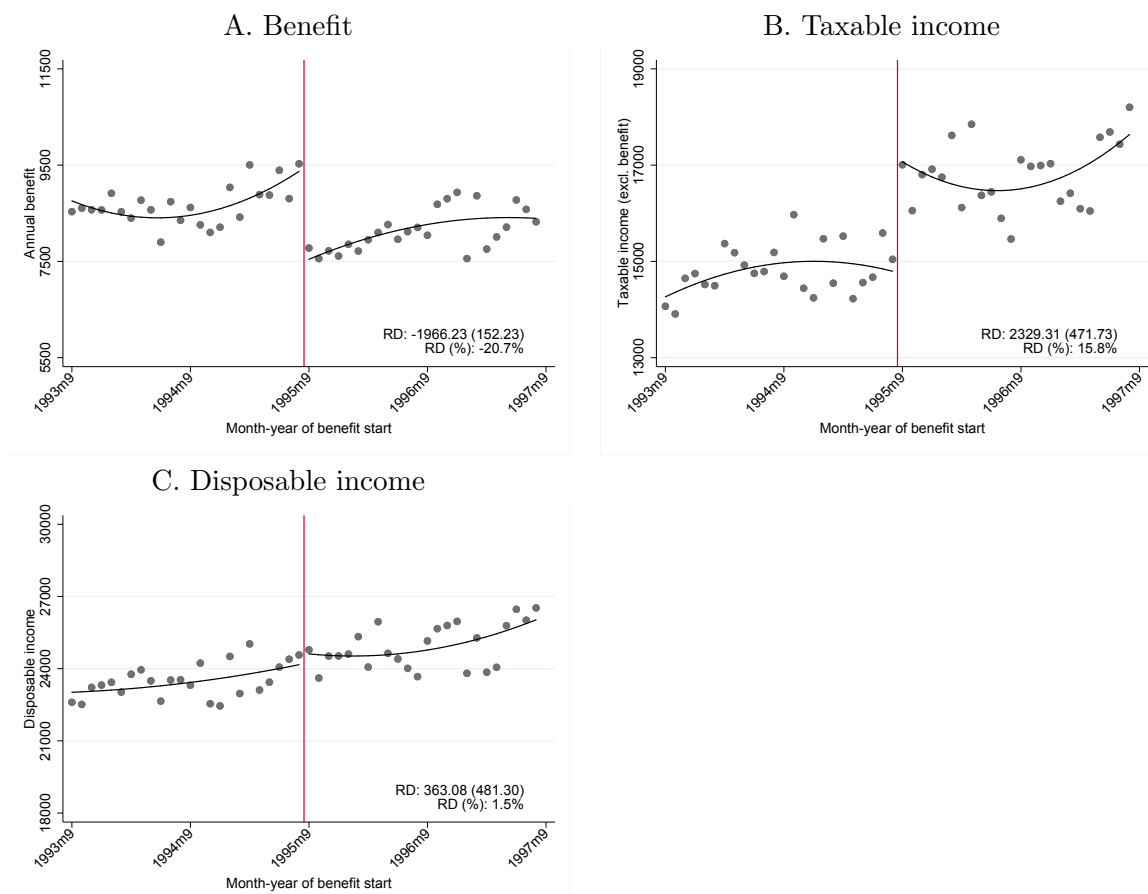 A. Benefit
Annual benefit
11500
9500
7500
5500
RD: -1966.23 (152.23)
RD (%): -20.7%
1993m9
1994m9
1995m9
1996m9
1997m9
Month-year of benefit start
B. Taxable income
Taxable income (excl. benefit)
19000
17000
15000
13000
RD: 2329.31 (471.73)
RD (%): 15.8%
1993m9
1994m9
1995m9
1996m9
1997m9
Month-year of benefit start
C. Disposable income
Disposable income
30000
27000
24000
21000
18000
RD: 363.08 (481.30)
RD (%): 1.5%
1993m9
1994m9
1995m9
1996m9
1997m9
Month-year of benefit start